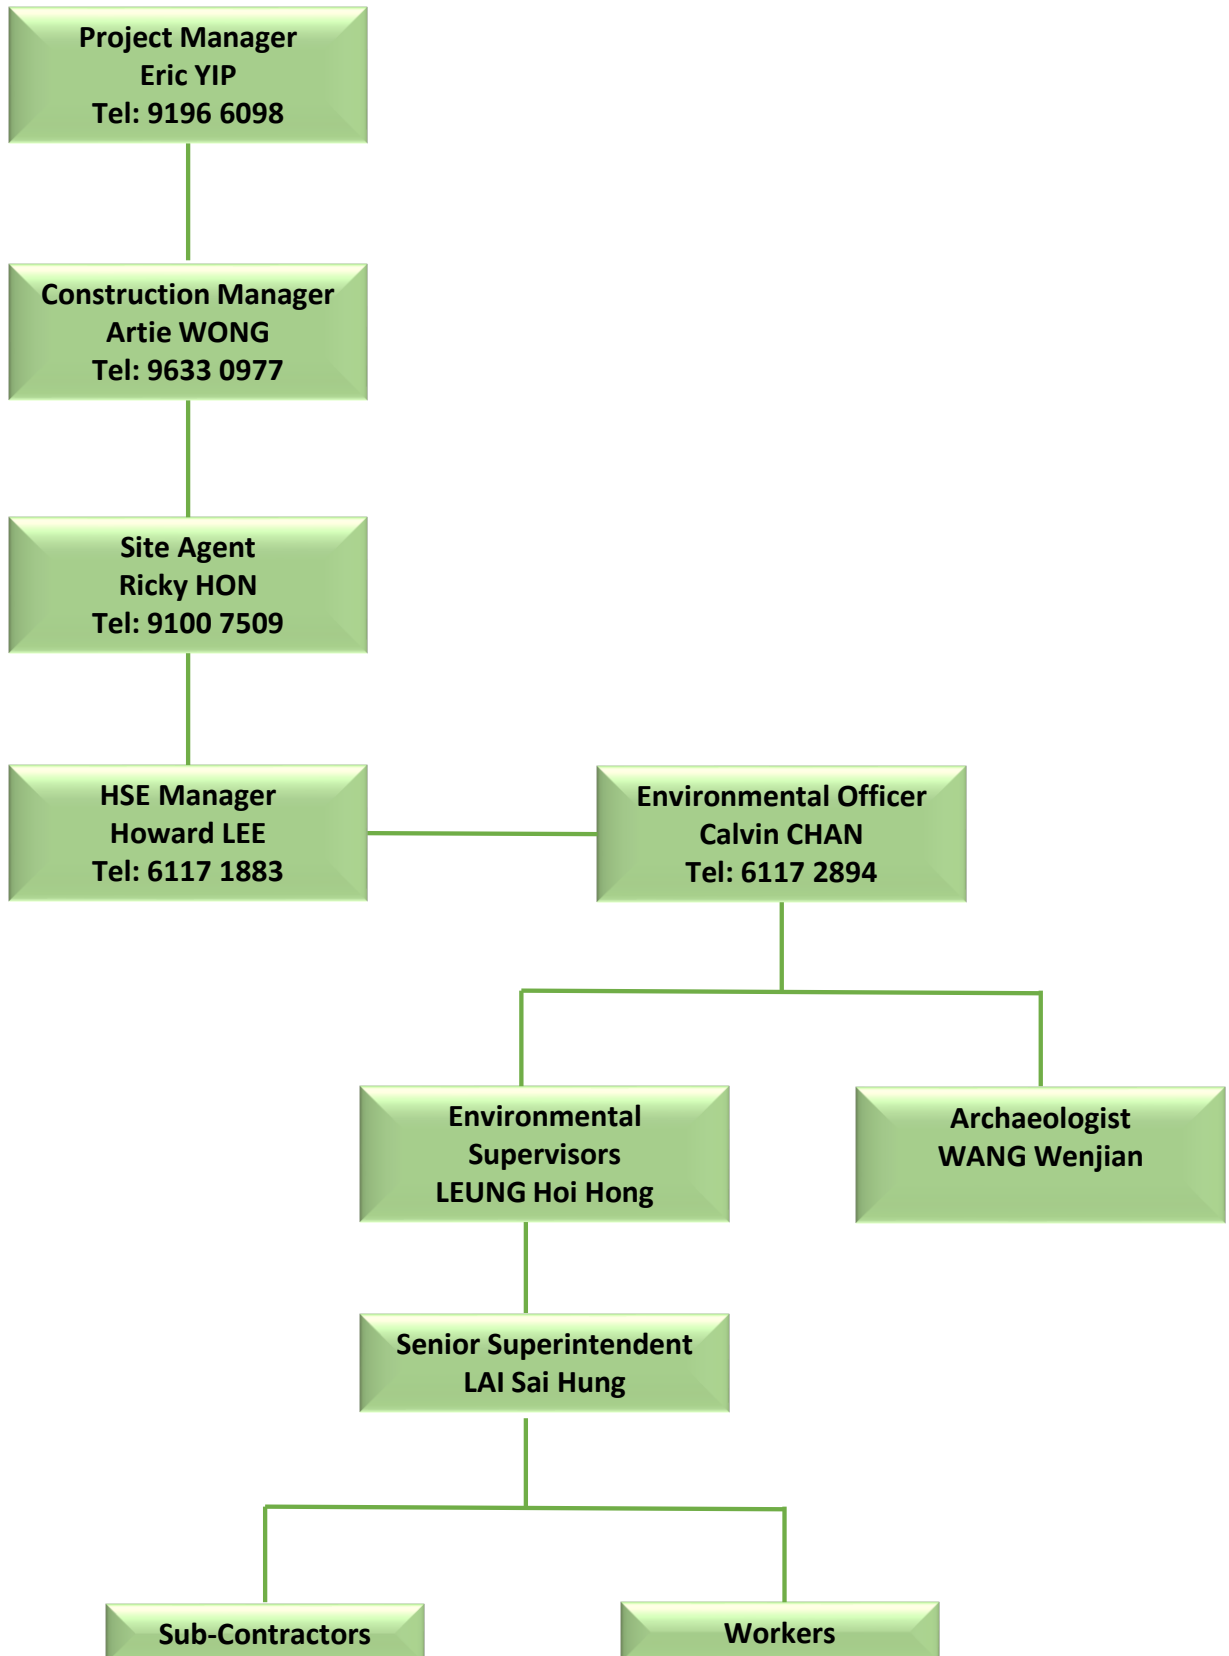 Project Manager
Eric YIP
Tel: 9196 6098
Construction Manager
Artie WONG
Tel: 9633 0977
Site Agent
Ricky HON
Tel: 9100 7509
HSE Manager
Howard LEE
Tel: 6117 1883
Environmental Officer
Calvin CHAN
Tel: 6117 2894
Environmental
Supervisors
LEUNG Hoi Hong
Archaeologist
WANG Wenjian
Senior Superintendent
LAI Sai Hung
Sub-Contractors
Workers